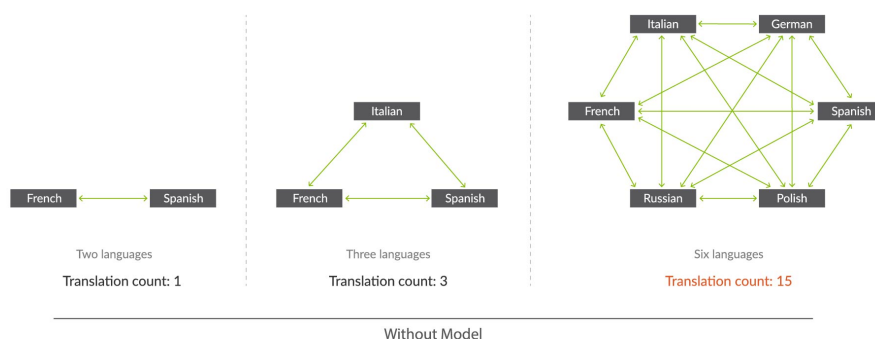 French
Spanish
Two languages
Translation count: 1
Italian
French
Spanish
Three languages
Translation count: 3
Italian
German
French
Spanish
Russian
Polish
Six languages
Translation count: 15
Without Model